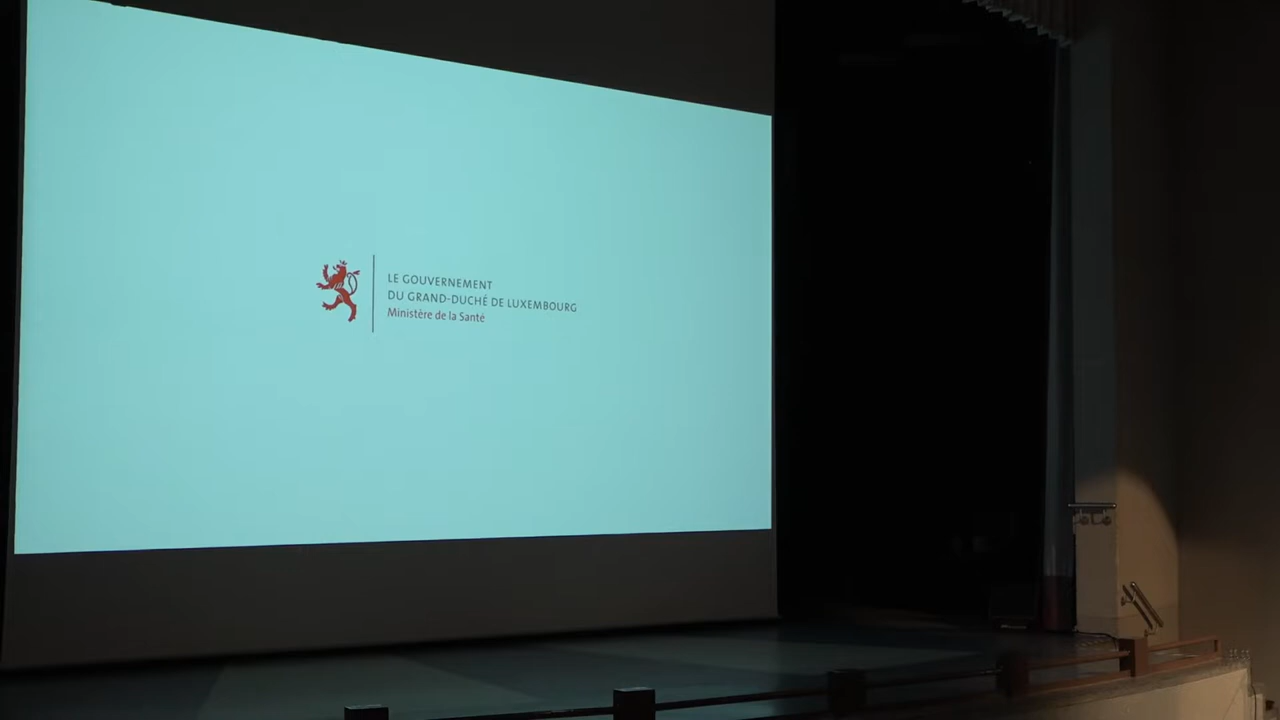 LE GOUVERNEMENT
DU GRAND-DUCHÉ DE LUXEMBOURG
Ministère de la Santé